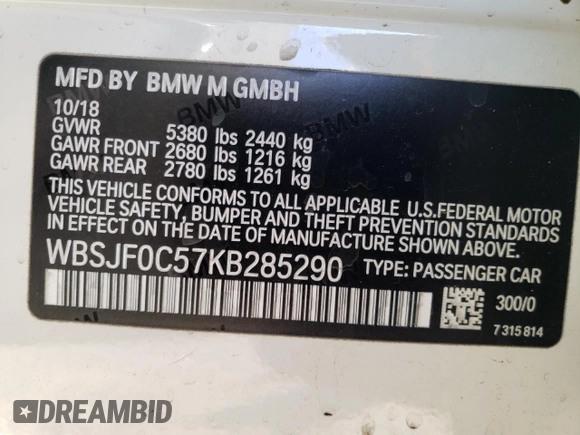 MFD BY BMW M GMBH
10/18
GVWR 5380 lbs 2440 kg
GAWR FRONT 2680 lbs 1216 kg
GAWR REAR 2780 lbs 1261 kg
THIS VEHICLE CONFORMS TO ALL APPLICABLE U.S.FEDERAL MOTOR
VEHICLE SAFETY, BUMPER AND THEFT PREVENTION STANDARDS
IN EFFECT ON THE DATE OF MANUFACTURE SHOWN ABOVE.
WBSJF0C57KB285290 TYPE: PASSENGER CAR
300/0
7 315 814
DREAMBID